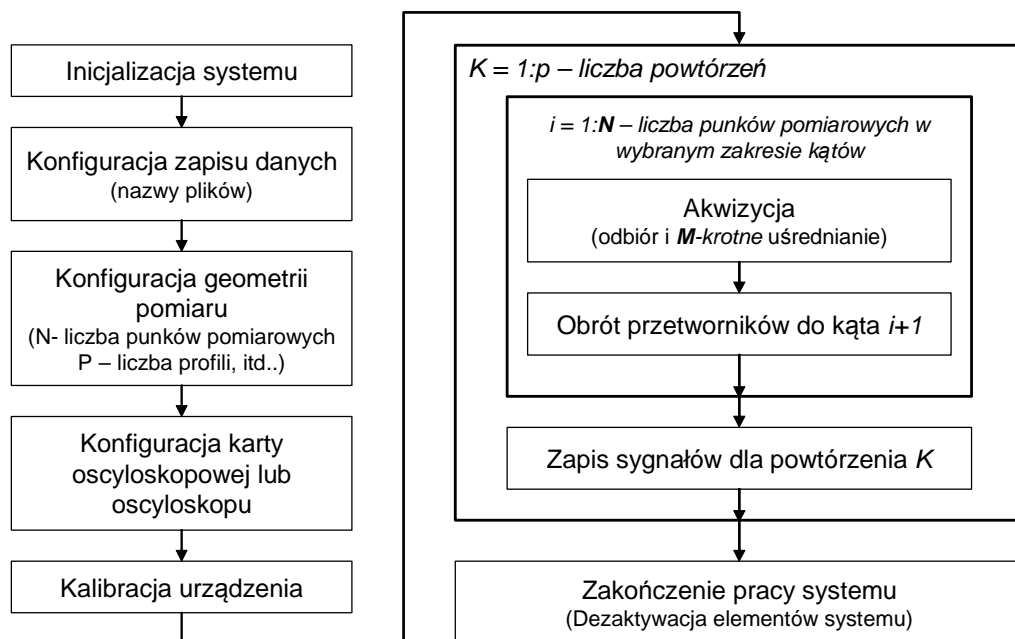 Inicjalizacja systemu
Konfiguracja zapisu danych
(nazwy plików)
Konfiguracja geometrii
pomiaru
(N- liczba punków pomiarowych
P – liczba profili, itd..)
Konfiguracja karty
oscyloskopowej lub
oscyloskopu
Kalibracja urządzenia
K = 1:p – liczba powtórzeń
i = 1:N – liczba punków pomiarowych w
wybranym zakresie kątów
Akwizycja
(odbiór i M-krotne uśrednianie)
Obrót przetworników do kąta i+1
Zapis sygnałów dla powtórzenia K
Zakończenie pracy systemu
(Dezaktywacja elementów systemu)